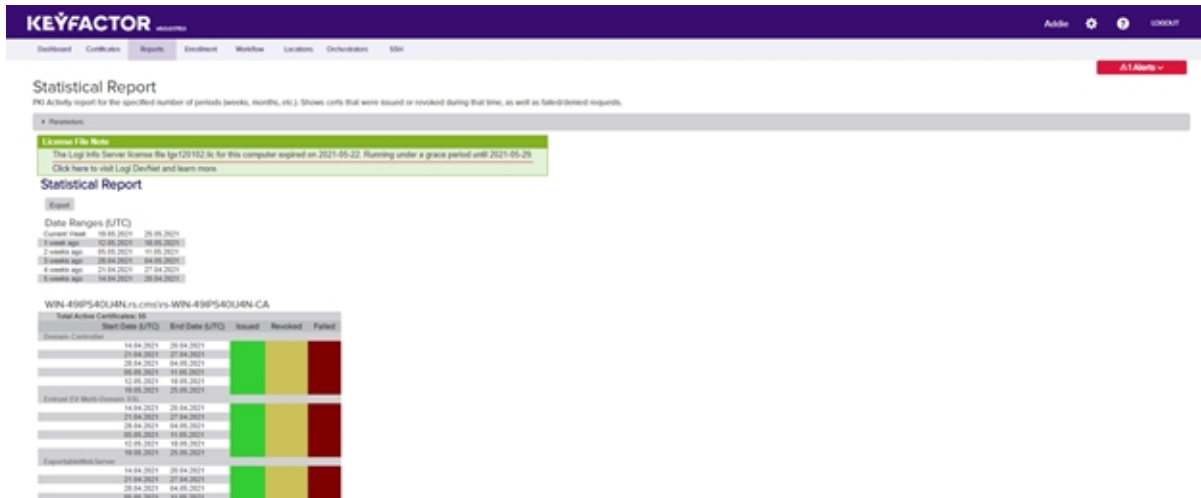 KEYFACTOR
Addie
LOGOUT
Dashboard Certificates Reports Enrollment Workflow Locations Orchestrators SSH
1 Alerts
Statistical Report
PKI Activity report for the specified number of periods (weeks, months, etc.). Shows certs that were issued or revoked during that time, as well as failed/denied requests.
Parameters
License File Note
The Logi Info Server license file lgx120102.lic for this computer expired on 2021-05-22. Running under a grace period until 2021-05-29.
Click here to visit Logi DevNet and learn more.
Statistical Report
Export
Date Ranges (UTC)
Current Week 19.05.2021 25.05.2021
1 week ago 12.05.2021 18.05.2021
2 weeks ago 05.05.2021 11.05.2021
3 weeks ago 28.04.2021 04.05.2021
4 weeks ago 21.04.2021 27.04.2021
5 weeks ago 14.04.2021 20.04.2021
WIN-49IPS40U4N.rs.cms\rs-WIN-49IPS40U4N-CA
Total Active Certificates: 55
Start Date (UTC) End Date (UTC) Issued Revoked Failed
Domain Controller
14.04.2021 20.04.2021
21.04.2021 27.04.2021
28.04.2021 04.05.2021
05.05.2021 11.05.2021
12.05.2021 18.05.2021
19.05.2021 25.05.2021
Entrust EV Multi-Domain SSL
14.04.2021 20.04.2021
21.04.2021 27.04.2021
28.04.2021 04.05.2021
05.05.2021 11.05.2021
12.05.2021 18.05.2021
19.05.2021 25.05.2021
ExportableWebServer
14.04.2021 20.04.2021
21.04.2021 27.04.2021
28.04.2021 04.05.2021
05.05.2021 11.05.2021